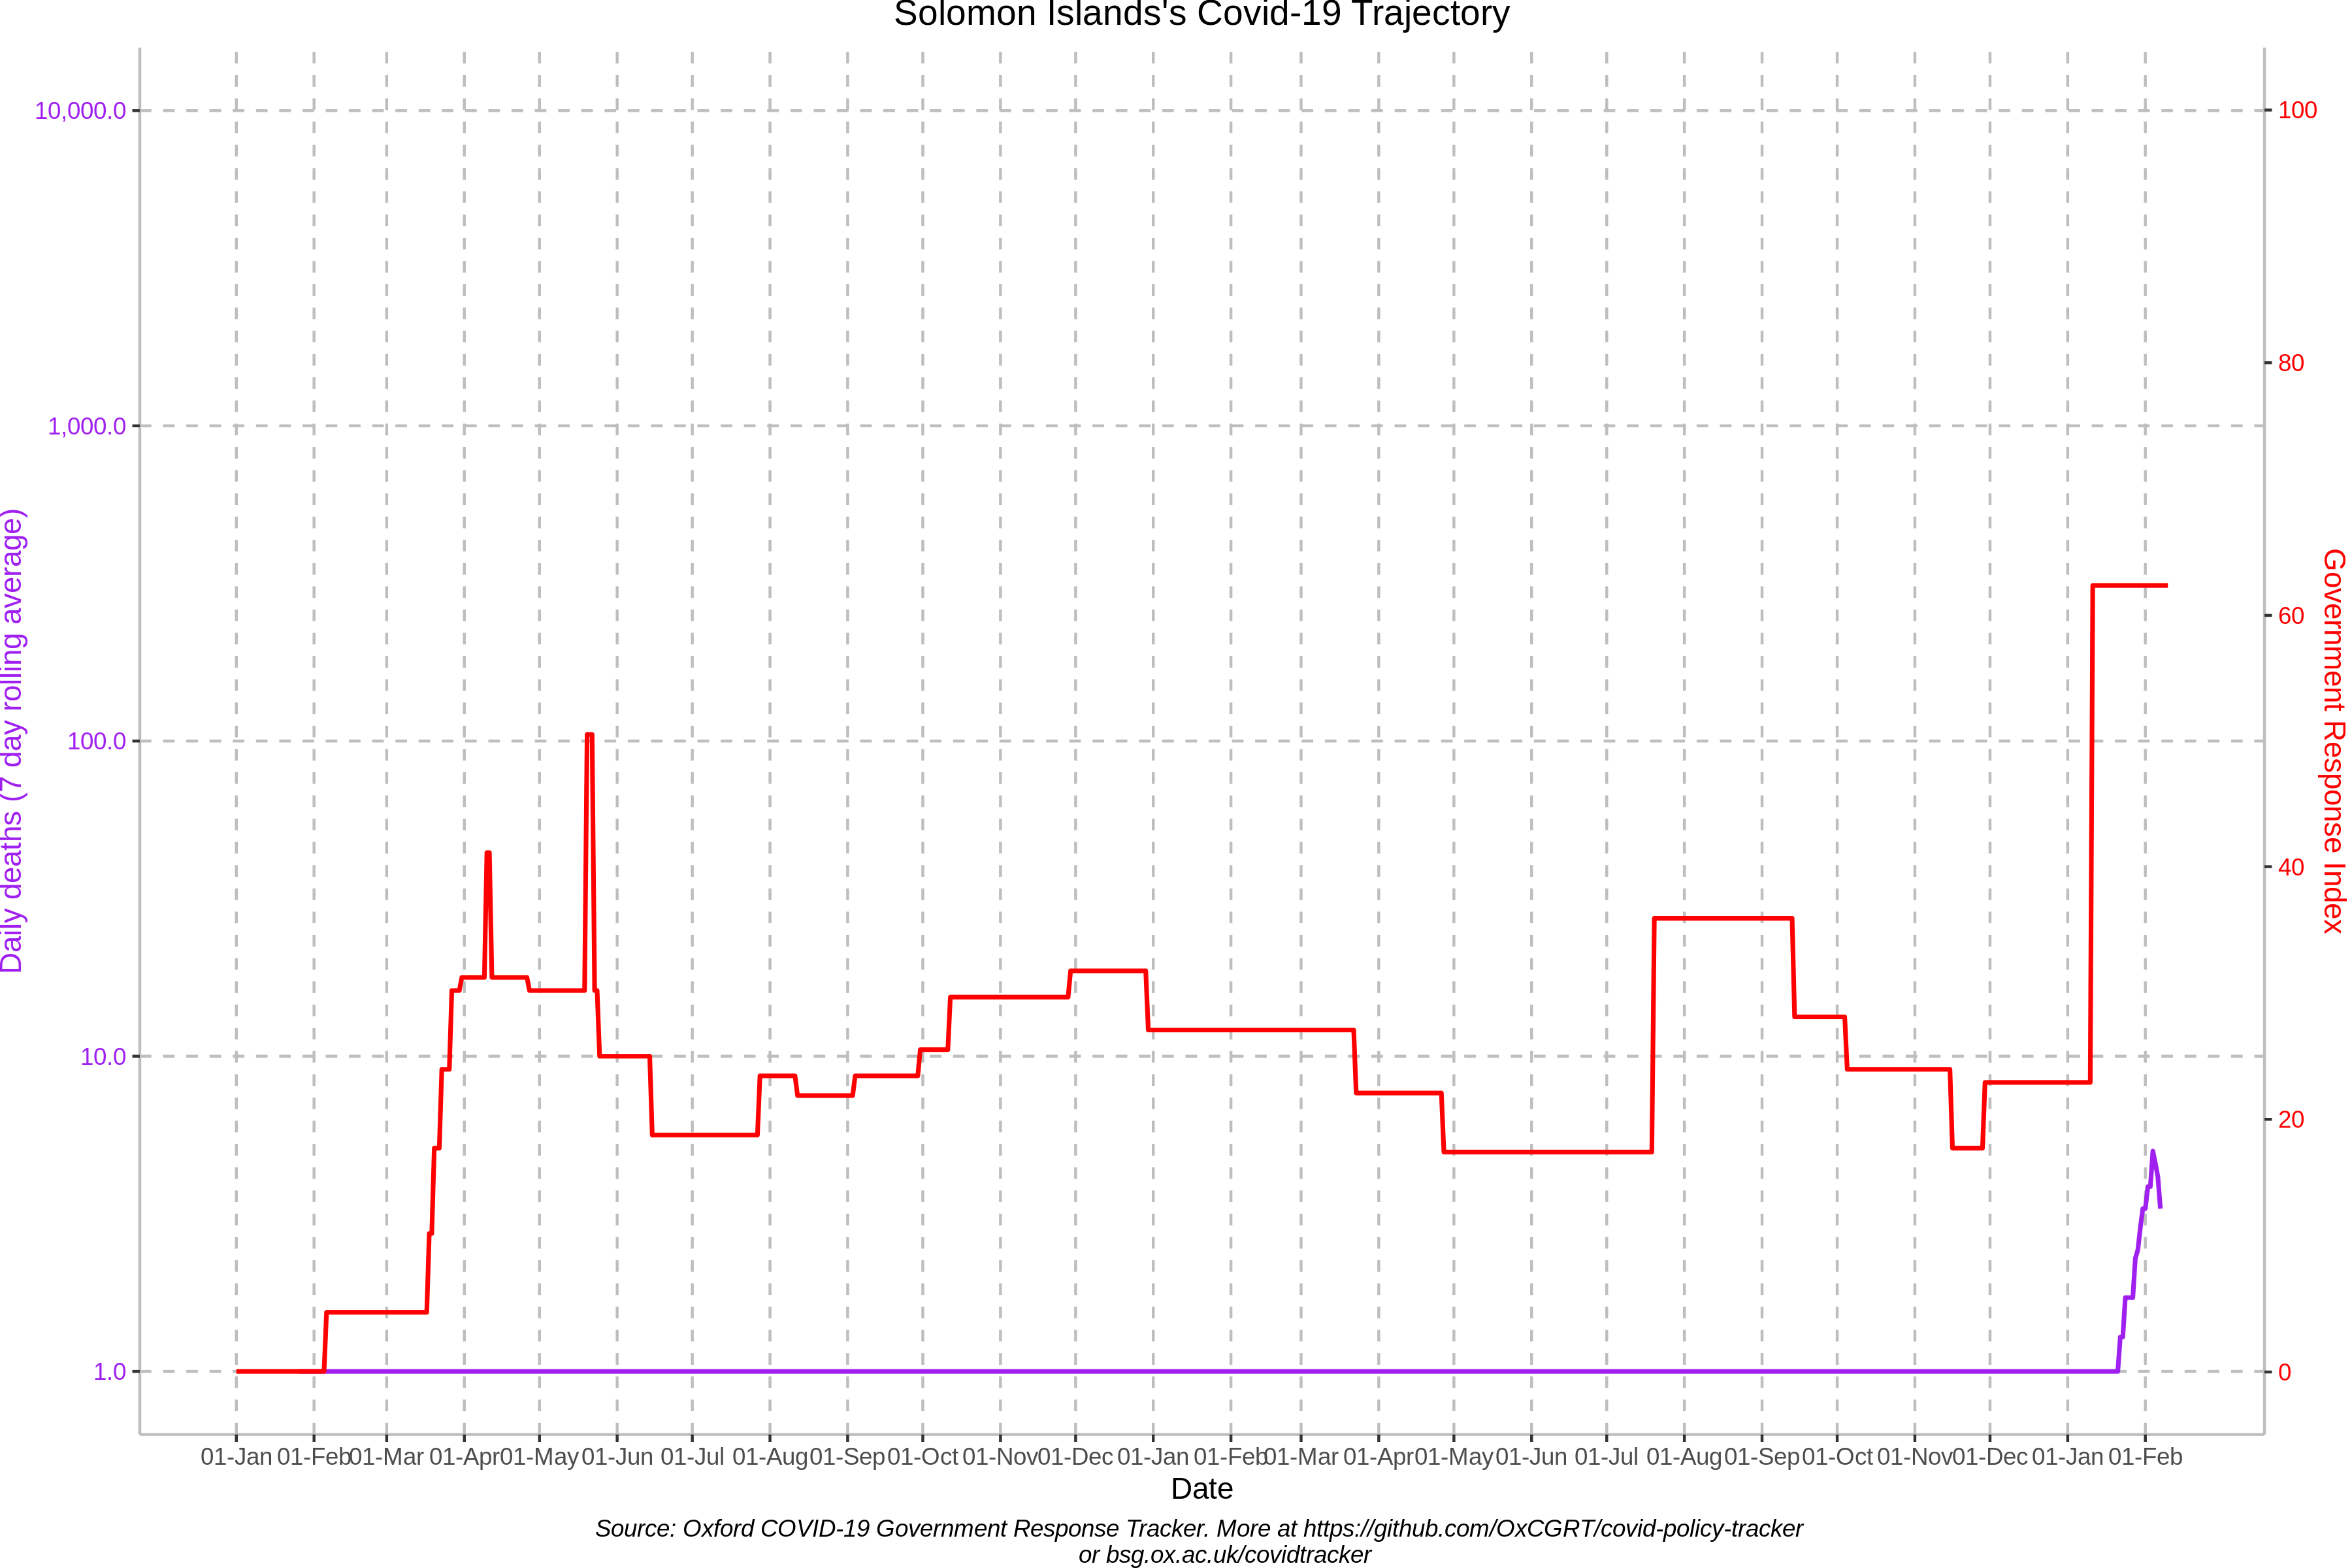 Solomon Islands's Covid-19 Trajectory
10,000.0
1,000.0
100.0
10.0
1.0
Daily deaths (7 day rolling average)
100
80
60
40
20
0
Government Response Index
01-Jan 01-Feb 01-Mar 01-Apr 01-May 01-Jun 01-Jul 01-Aug 01-Sep 01-Oct 01-Nov 01-Dec 01-Jan 01-Feb 01-Mar 01-Apr 01-May 01-Jun 01-Jul 01-Aug 01-Sep 01-Oct 01-Nov 01-Dec 01-Jan 01-Feb
Date
Source: Oxford COVID-19 Government Response Tracker. More at https://github.com/OxCGRT/covid-policy-tracker
or bsg.ox.ac.uk/covidtracker